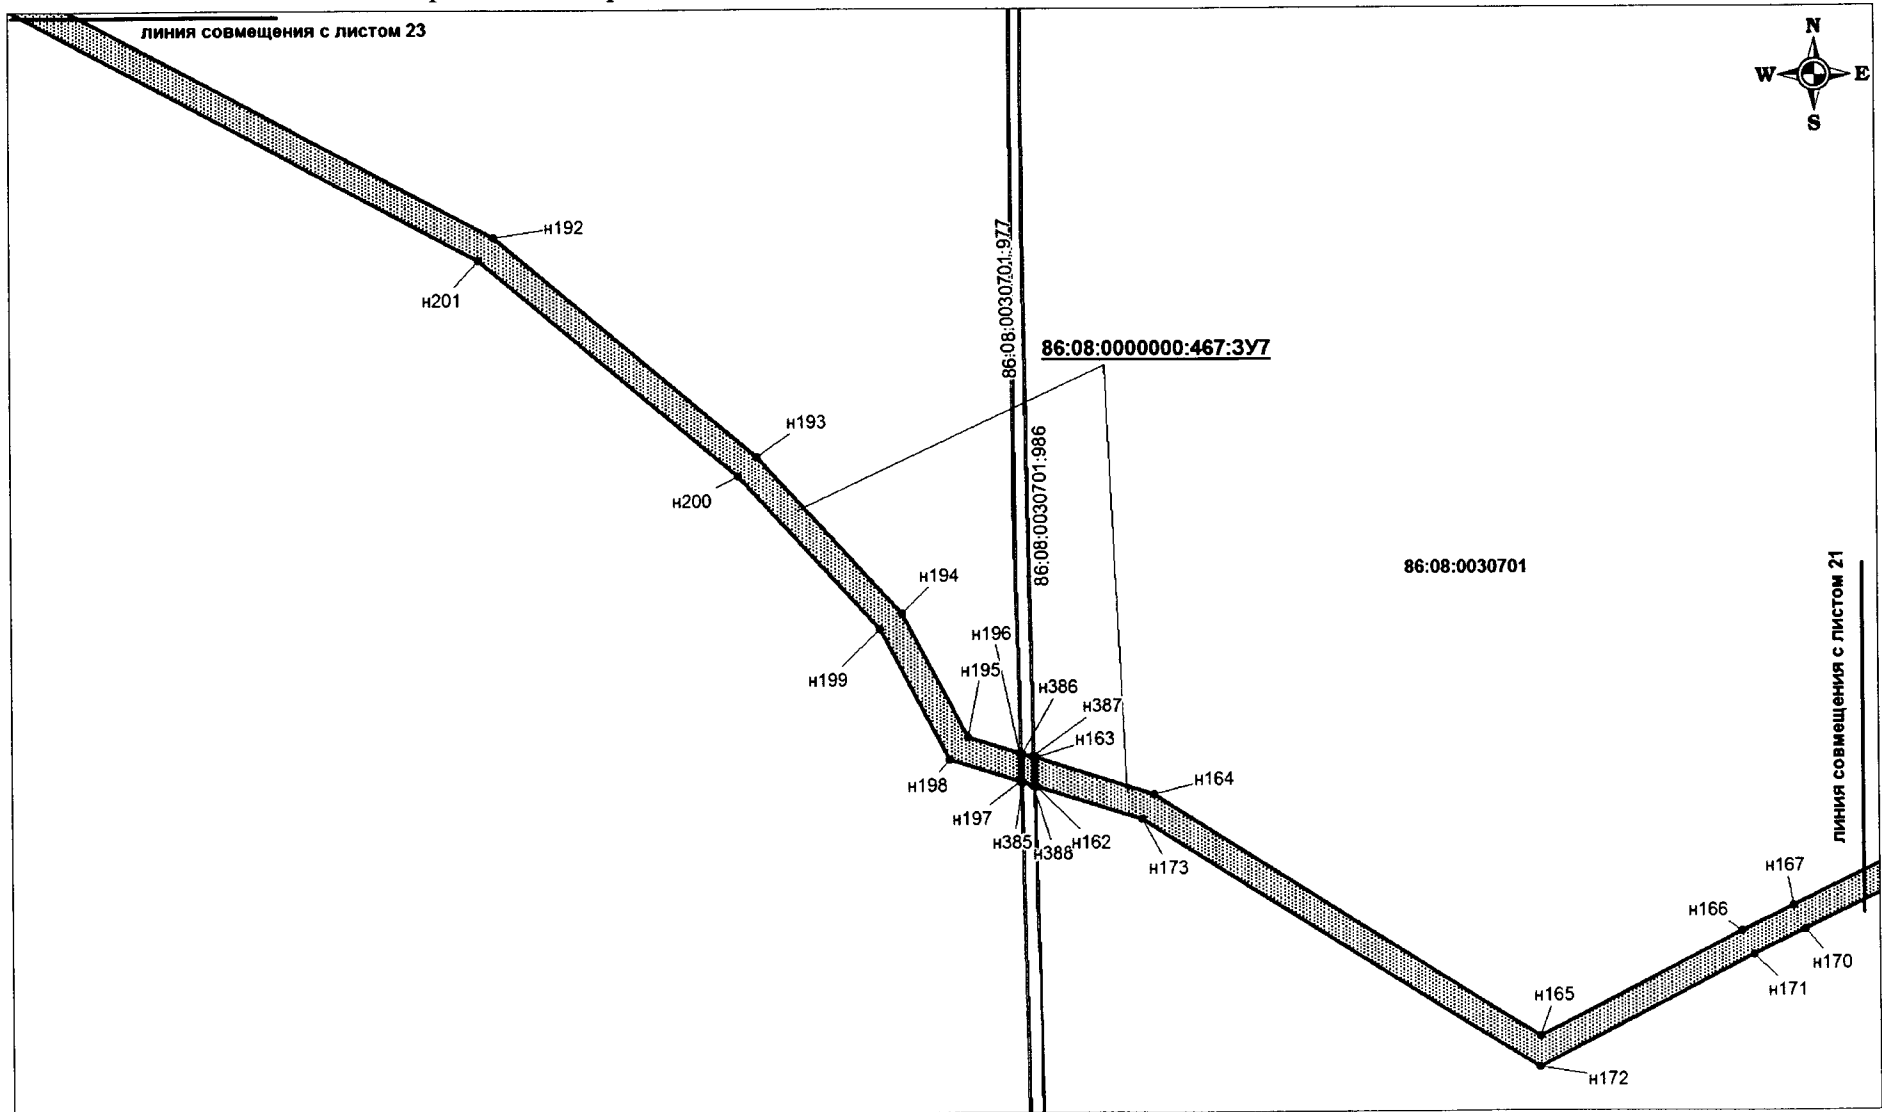 линия совмещения с листом 23
N
W E
S
н192
н201
86:08:0030701:977
86:08:0000000:467:ЗУ7
н193
н200
86:08:0030701:986
86:08:0030701
линия совмещения с листом 21
н194
н196
н195
н199
н386
н387
н163
н164
н198
н197
н385
н388
н162
н173
н167
н166
н170
н171
н165
н172